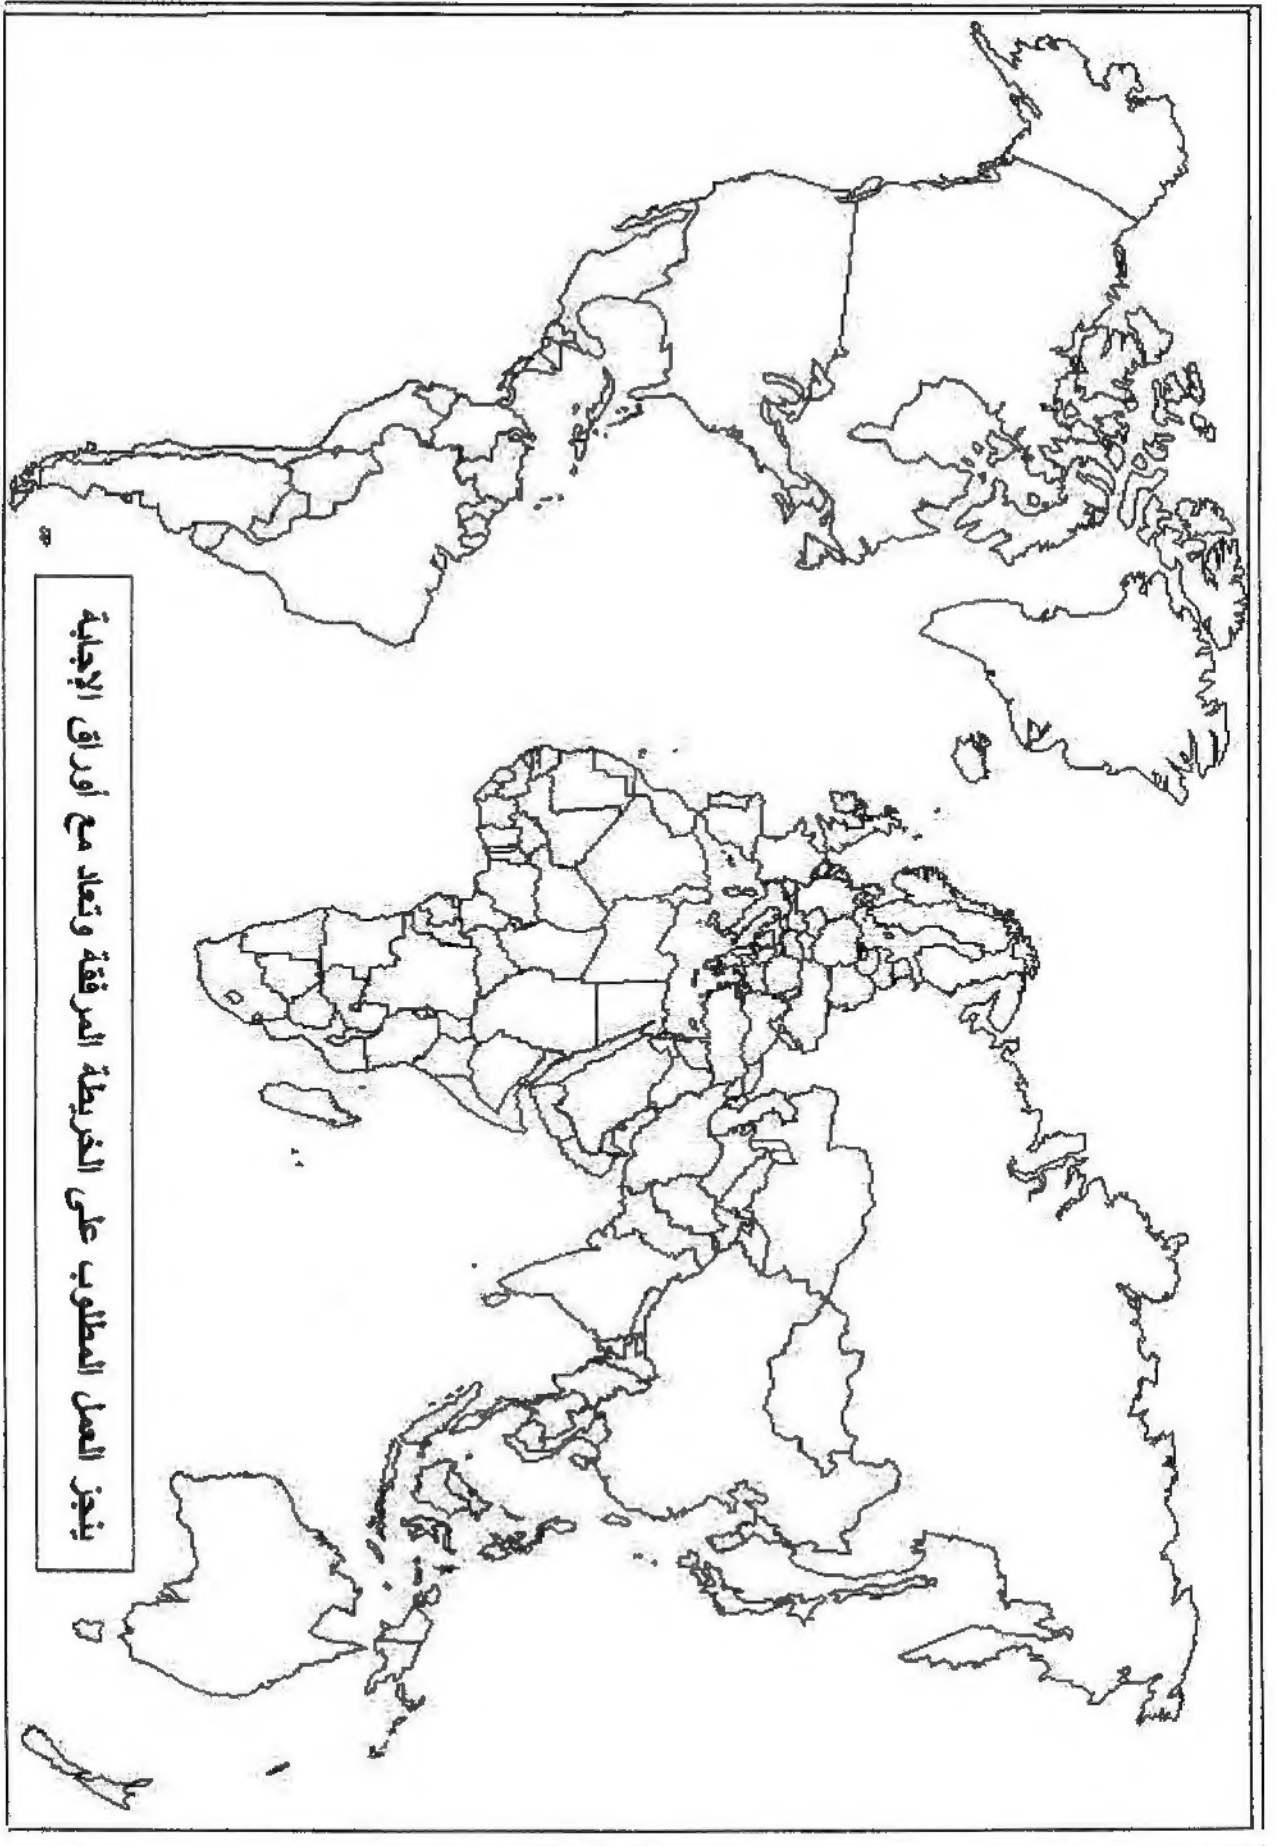 ينجز العمل المطلوب على الخريطة المرفقة وتعاد مع أوراق الإجابة